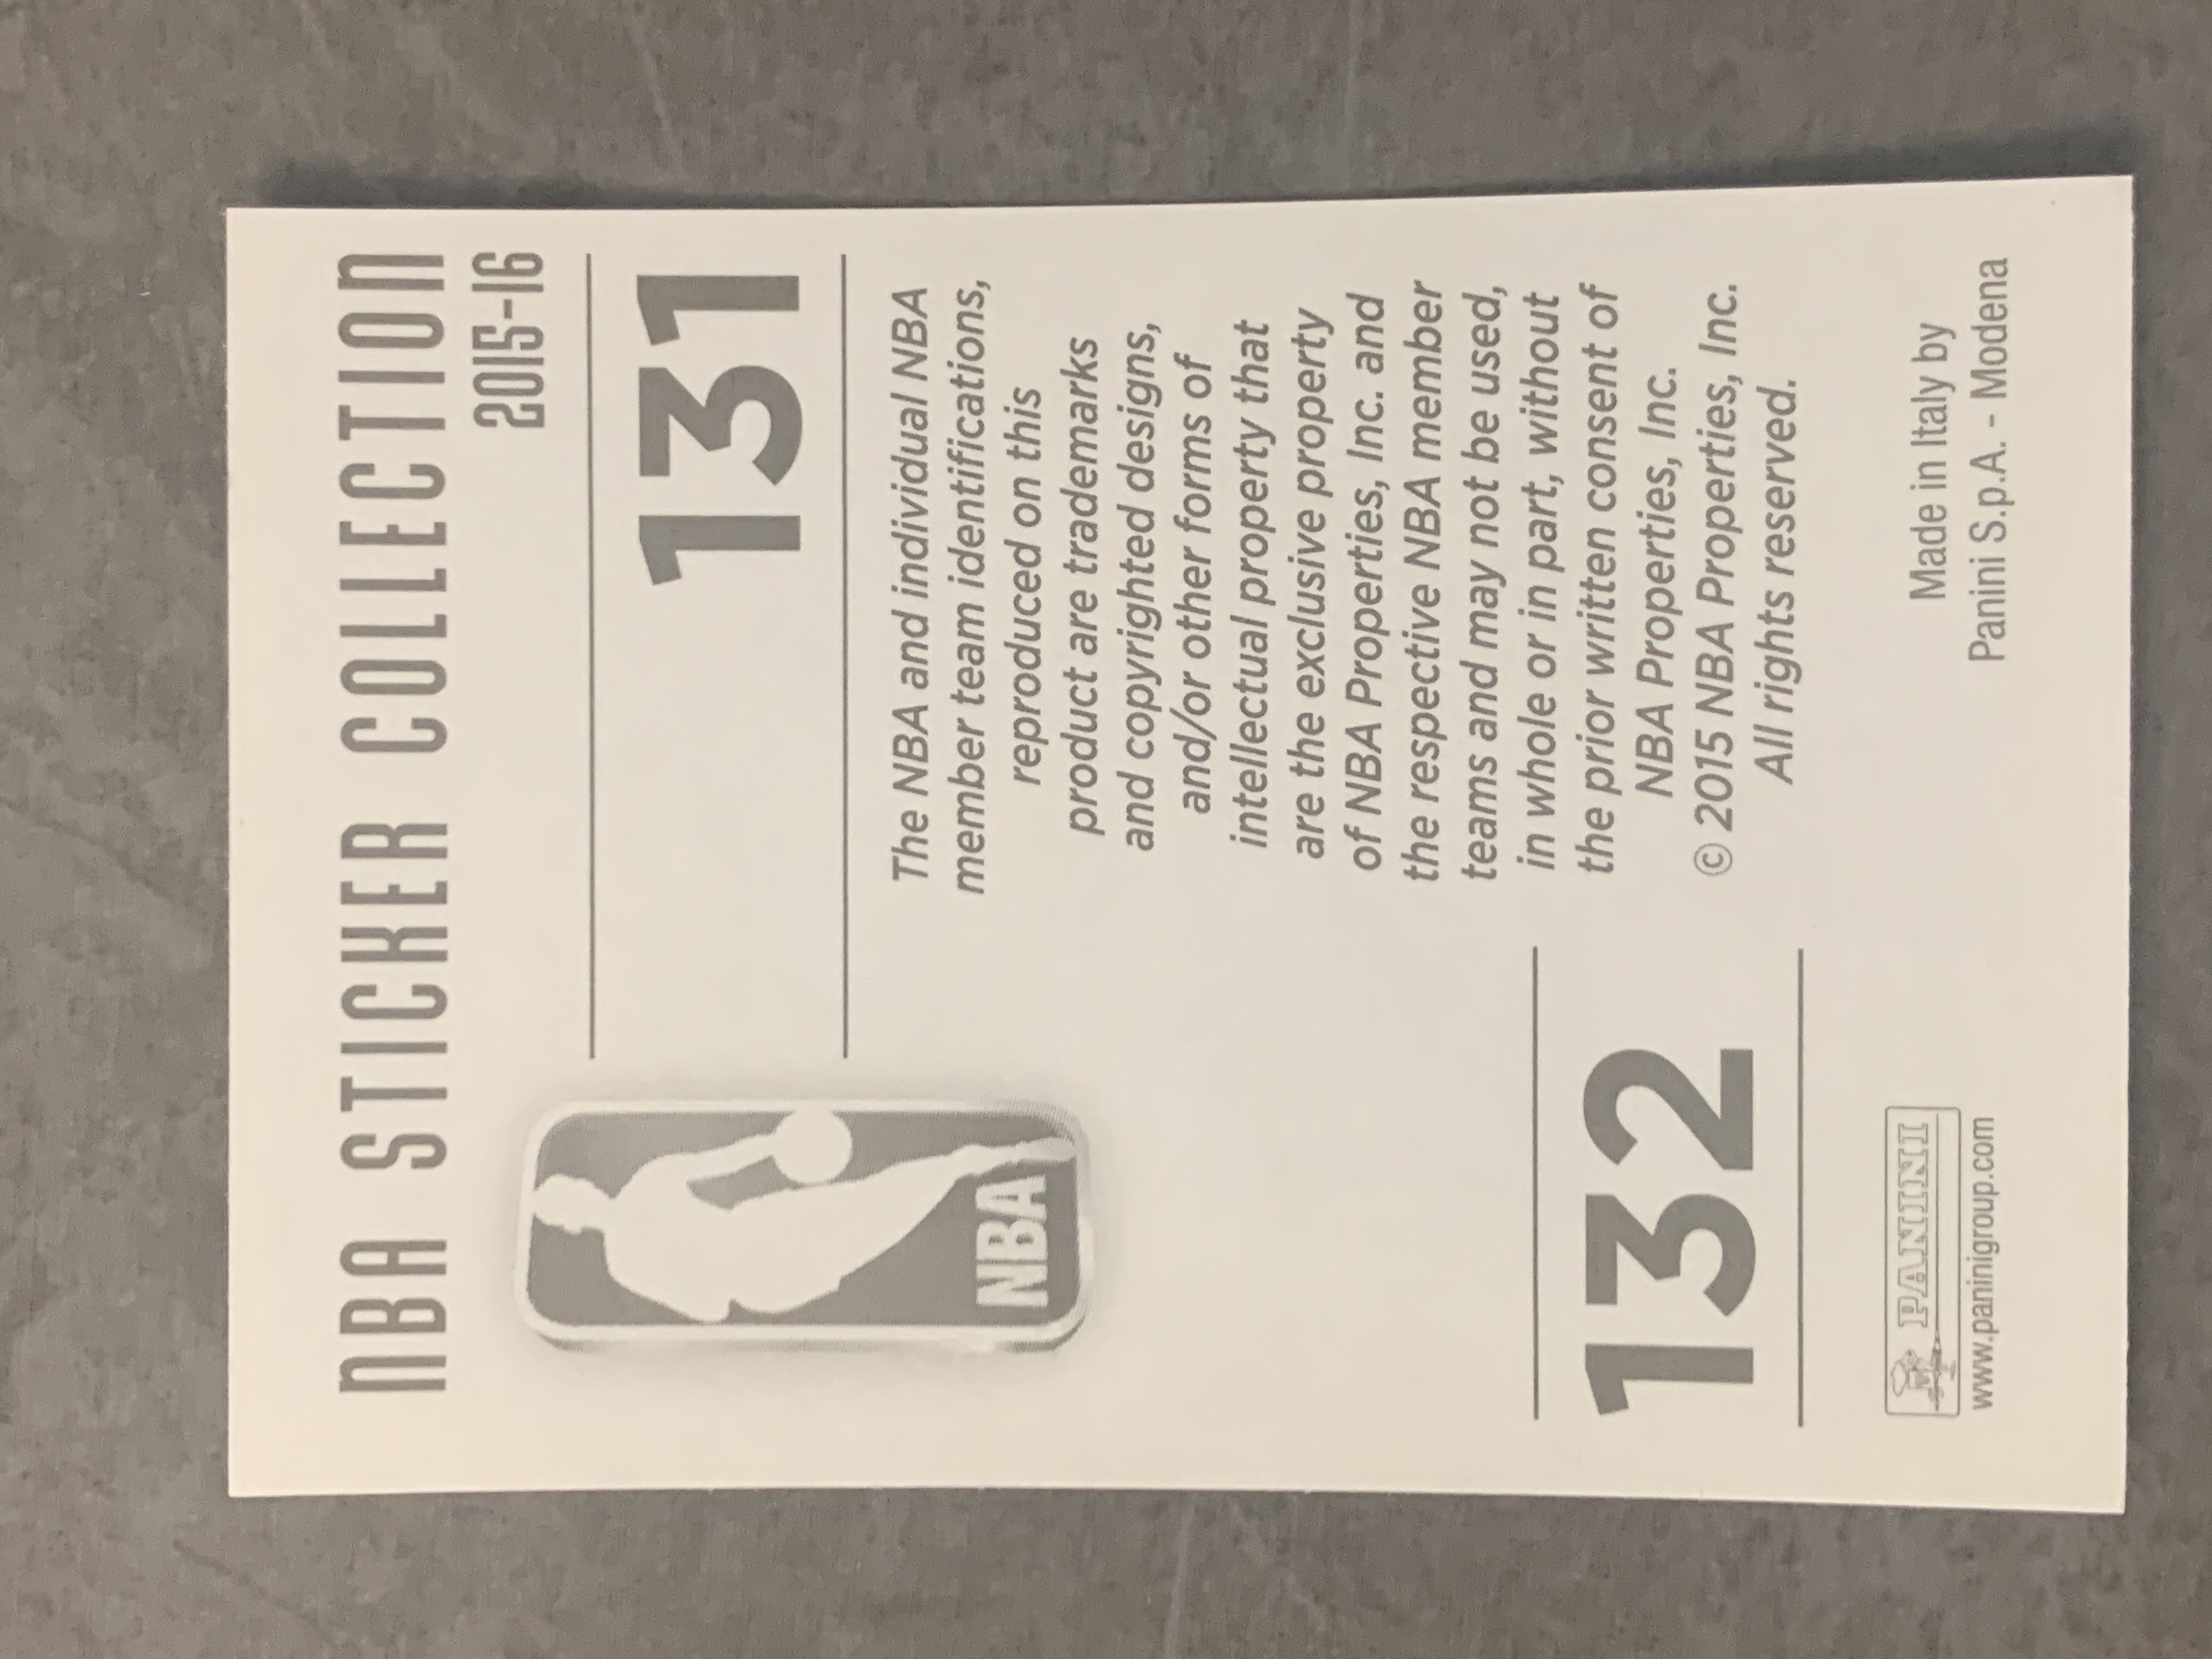 NBA STICKER COLLECTION
2015-16
131
NBA
The NBA and individual NBA
member team identifications,
reproduced on this
product are trademarks
and copyrighted designs,
and/or other forms of
intellectual property that
are the exclusive property
of NBA Properties, Inc. and
the respective NBA member
teams and may not be used,
in whole or in part, without
the prior written consent of
NBA Properties, Inc.
© 2015 NBA Properties, Inc.
All rights reserved.
132
PANINI
www.paninigroup.com
Made in Italy by
Panini S.p.A. - Modena